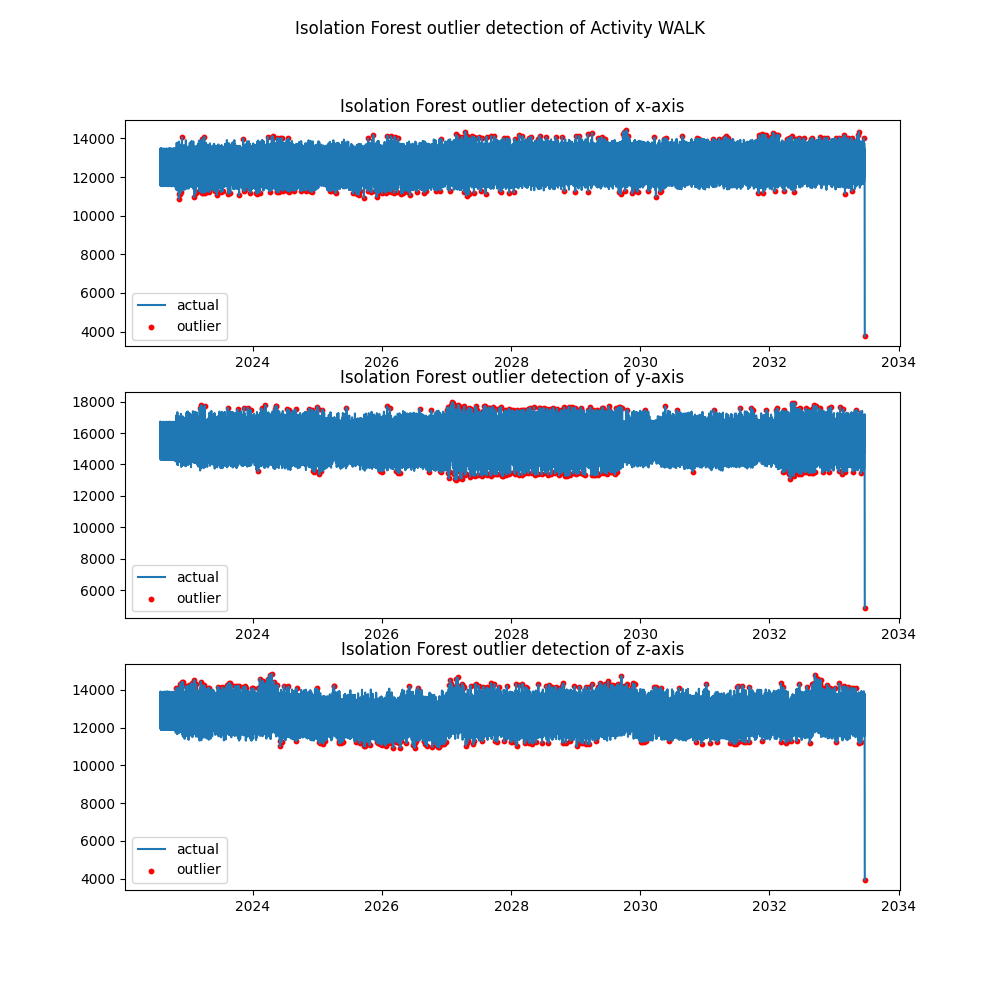 Isolation Forest outlier detection of Activity WALK
Isolation Forest outlier detection of x-axis
14000
12000
10000
8000
6000
4000
actual
outlier
2024 2026 2028 2030 2032 2034
Isolation Forest outlier detection of y-axis
18000
16000
14000
12000
10000
8000
6000
actual
outlier
2024 2026 2028 2030 2032 2034
Isolation Forest outlier detection of z-axis
14000
12000
10000
8000
6000
4000
actual
outlier
2024 2026 2028 2030 2032 2034